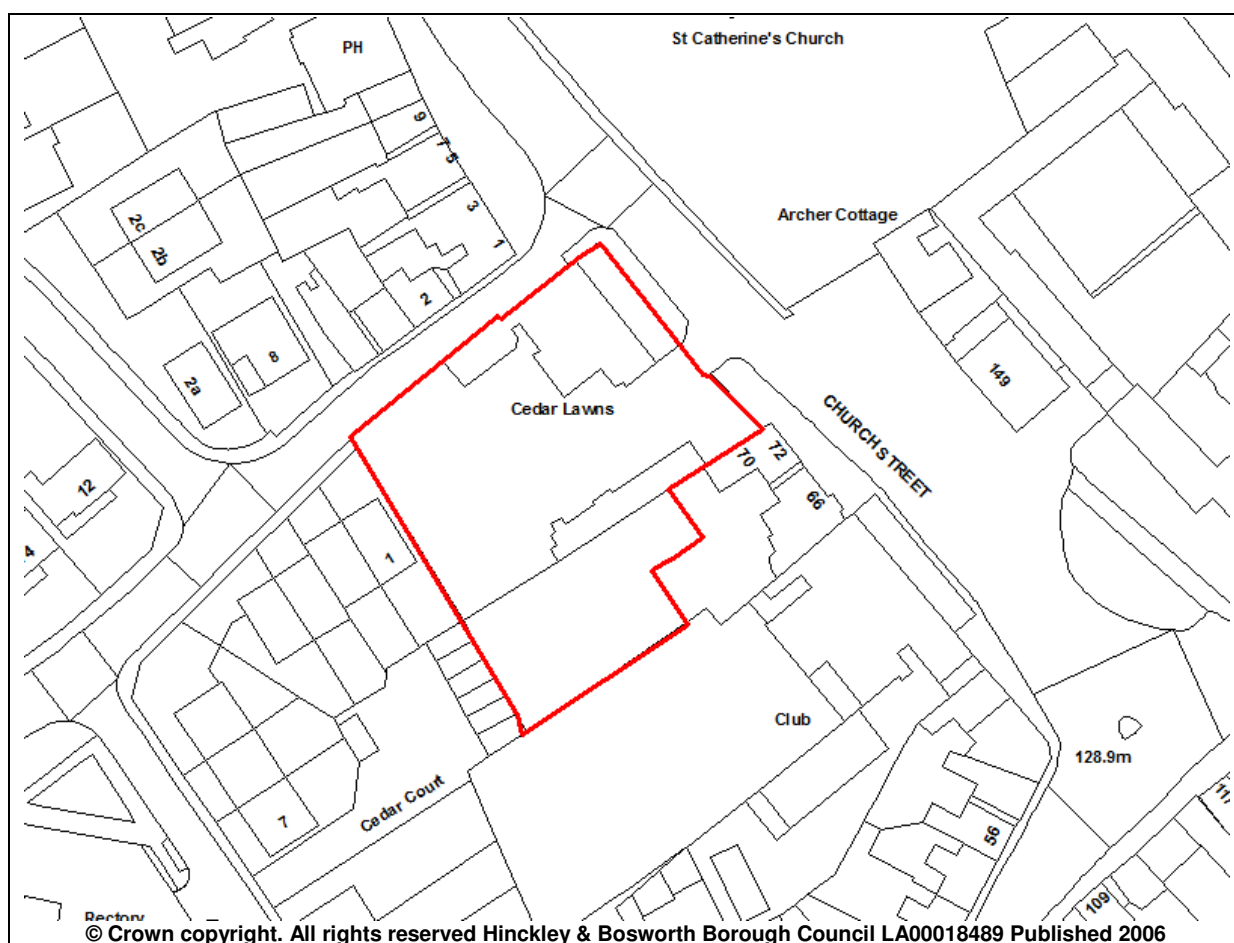 St Catherine's Church
PH
9
7
5
3
1
2c
2b
2
8
2a
Archer Cottage
149
Cedar Lawns
CHURCH STREET
72
70
66
12
1
Club
128.9m
Cedar Court
7
56
109
Rectory
© Crown copyright. All rights reserved Hinckley & Bosworth Borough Council LA00018489 Published 2006